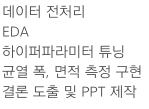 데이터 전처리
EDA
하이퍼파라미터 튜닝
균열 폭, 면적 측정 구현
결론 도출 및 PPT 제작